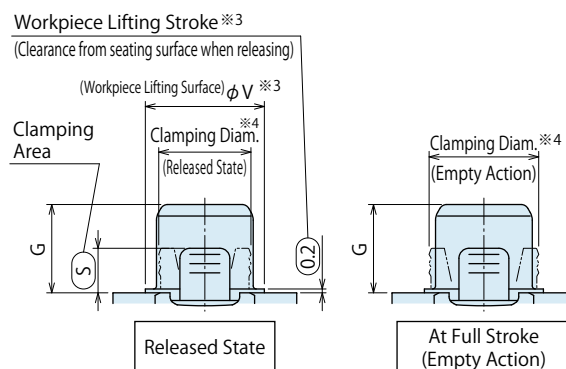 Workpiece Lifting Stroke※3
(Clearance from seating surface when releasing)
(Workpiece Lifting Surface) φV ※3
Clamping
Area
Clamping Diam.※4
(Released State)
G
S
0.2
Released State
Clamping Diam.※4
(Empty Action)
G
At Full Stroke
(Empty Action)